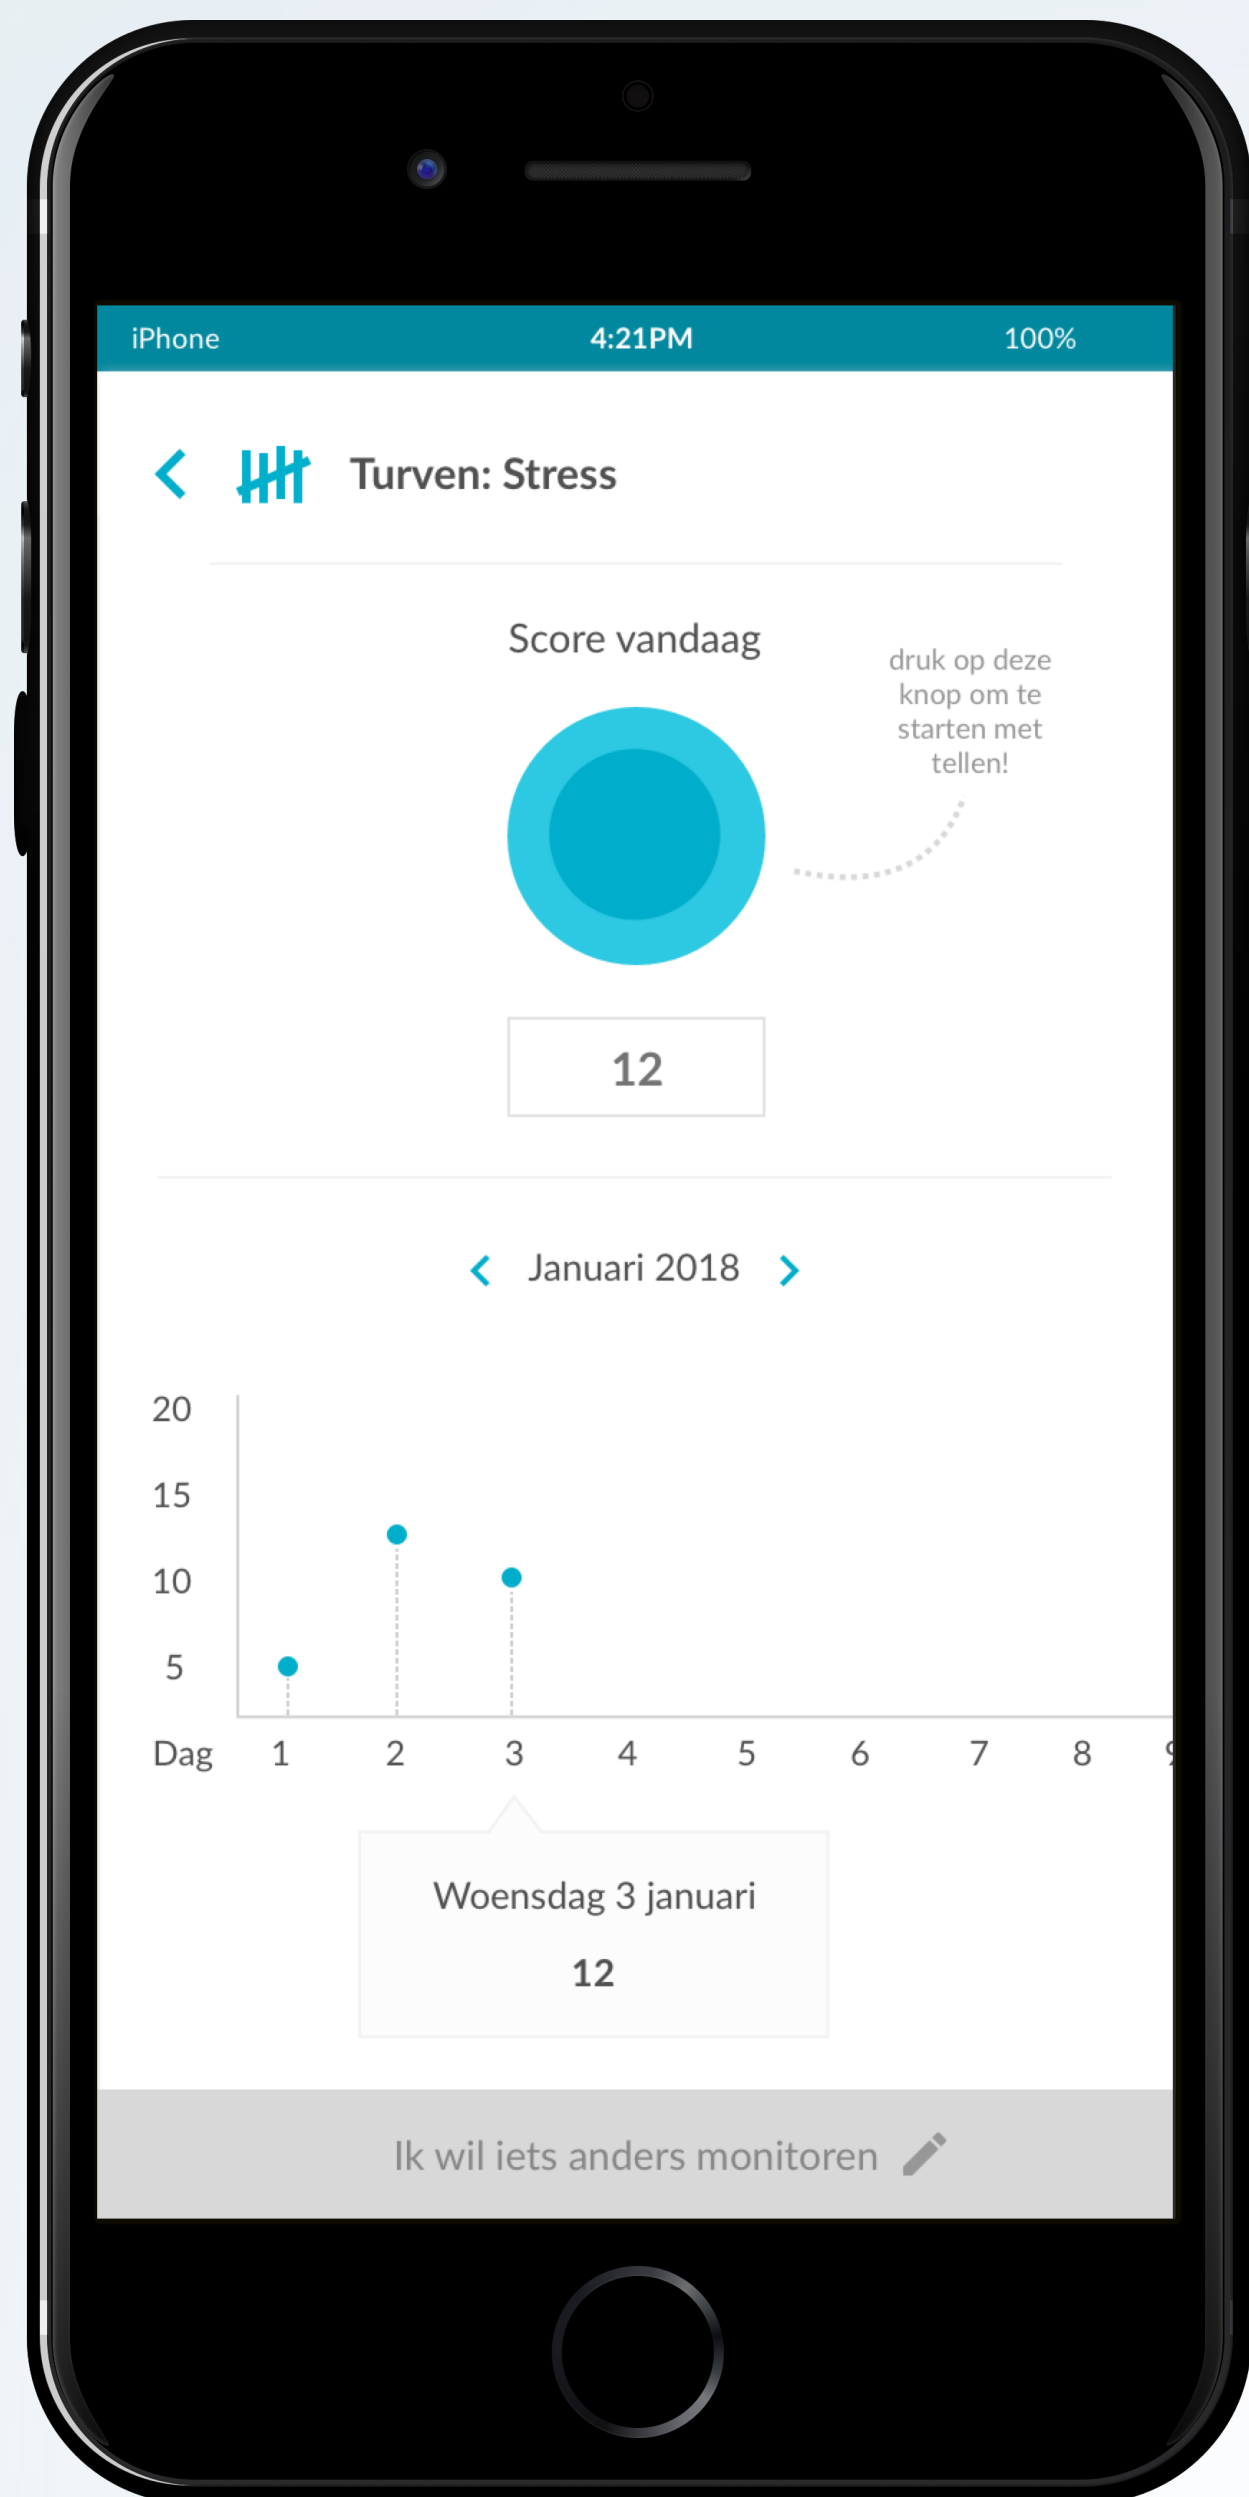 iPhone 4:21PM 100%
Turven: Stress
Score vandaag
druk op deze
knop om te
starten met
tellen!
12
Januari 2018
20
15
10
5
Dag 1 2 3 4 5 6 7 8
Woensdag 3 januari
12
Ik wil iets anders monitoren